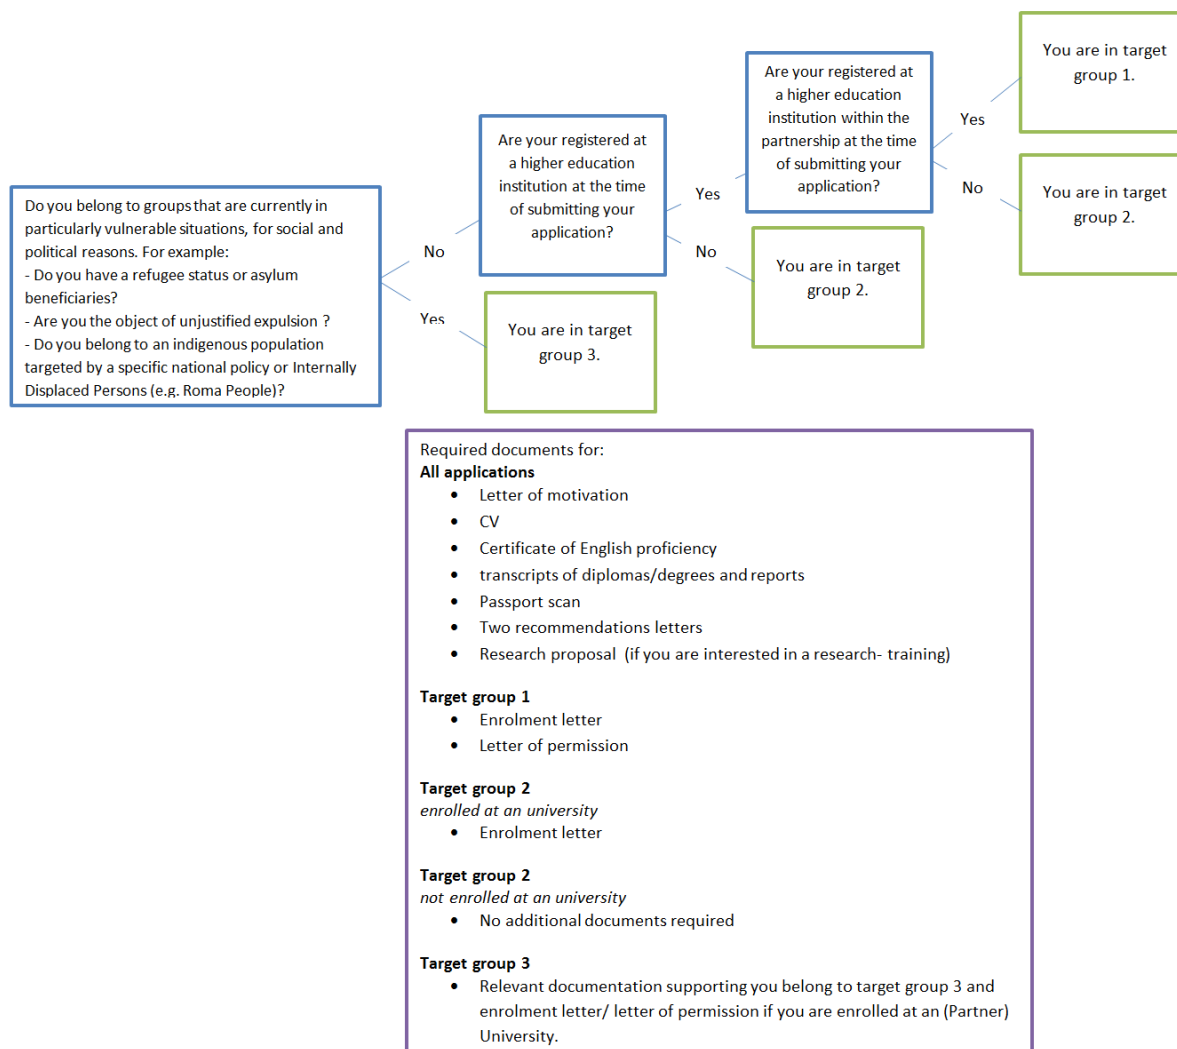 Do you belong to groups that are currently in
particularly vulnerable situations, for social and
political reasons. For example:
- Do you have a refugee status or asylum
beneficiaries?
- Are you the object of unjustified expulsion ?
- Do you belong to an indigenous population
targeted by a specific national policy or Internally
Displaced Persons (e.g. Roma People)?
No
Yes
Are your registered at
a higher education
institution at the time
of submitting your
application?
You are in target
group 3.
Yes
No
Are your registered at
a higher education
institution within the
partnership at the time
of submitting your
application?
You are in target
group 2.
Yes
No
You are in target
group 1.
You are in target
group 2.
Required documents for:
All applications
• Letter of motivation
• CV
• Certificate of English proficiency
• transcripts of diplomas/degrees and reports
• Passport scan
• Two recommendations letters
• Research proposal (if you are interested in a research- training)
Target group 1
• Enrolment letter
• Letter of permission
Target group 2
enrolled at an university
• Enrolment letter
Target group 2
not enrolled at an university
• No additional documents required
Target group 3
• Relevant documentation supporting you belong to target group 3 and
enrolment letter/ letter of permission if you are enrolled at an (Partner)
University.